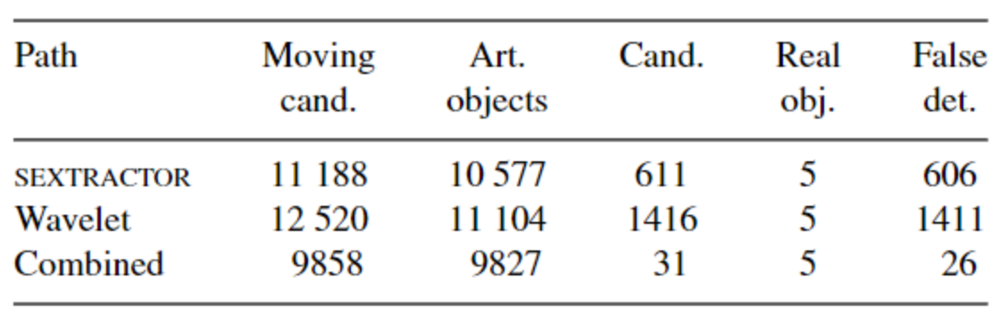 Path Moving Art. Cand. Real False
cand. objects obj. det.
SEXTRACTOR 11 188 10 577 611 5 606
Wavelet 12 520 11 104 1416 5 1411
Combined 9858 9827 31 5 26